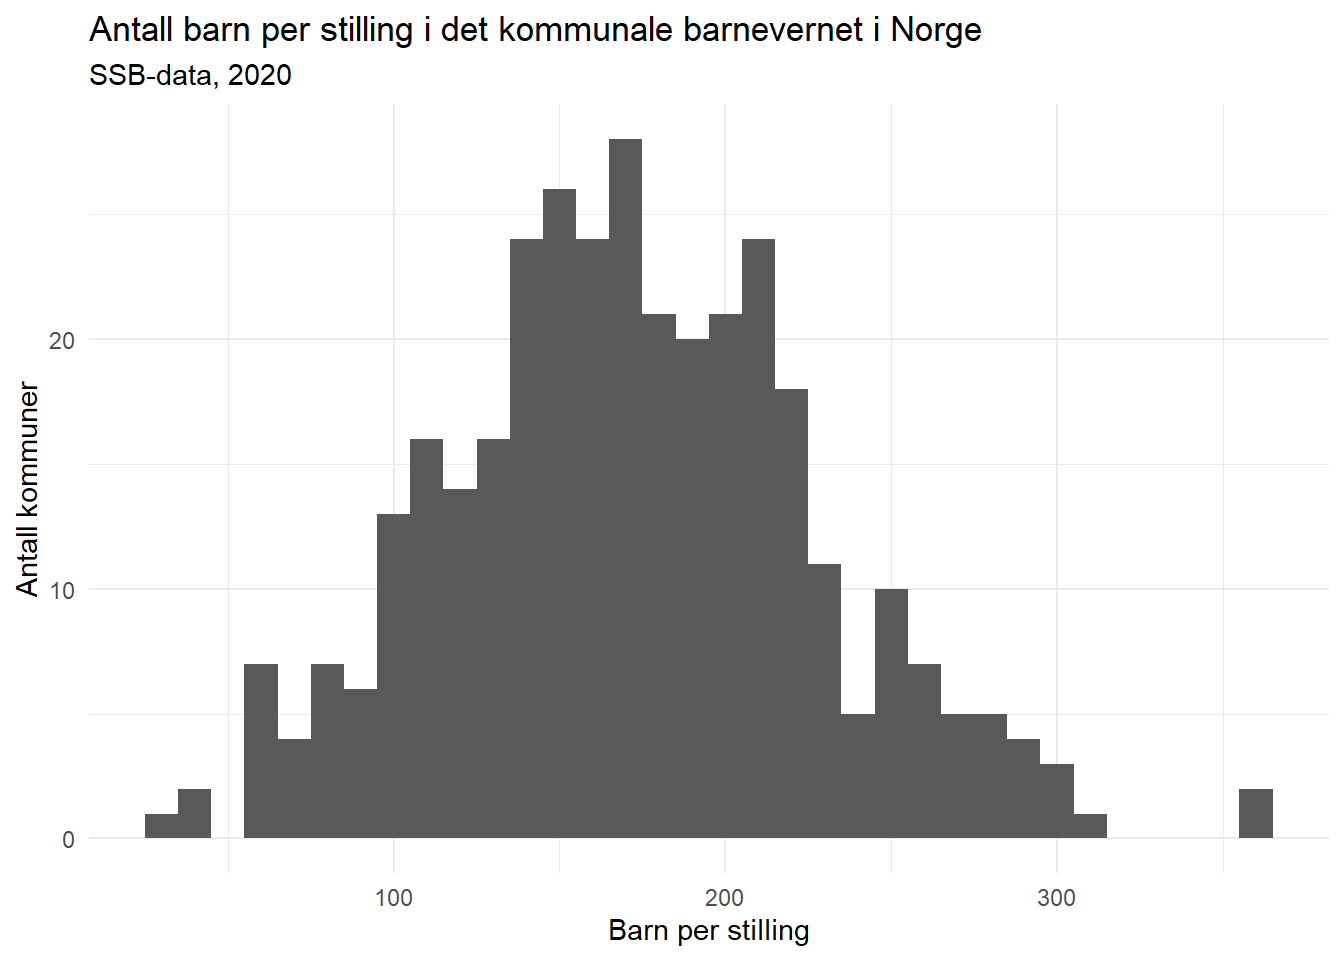 Antall barn per stilling i det kommunale barnevernet i Norge
SSB-data, 2020
Antall kommuner
20
10
0
100 200 300
Barn per stilling